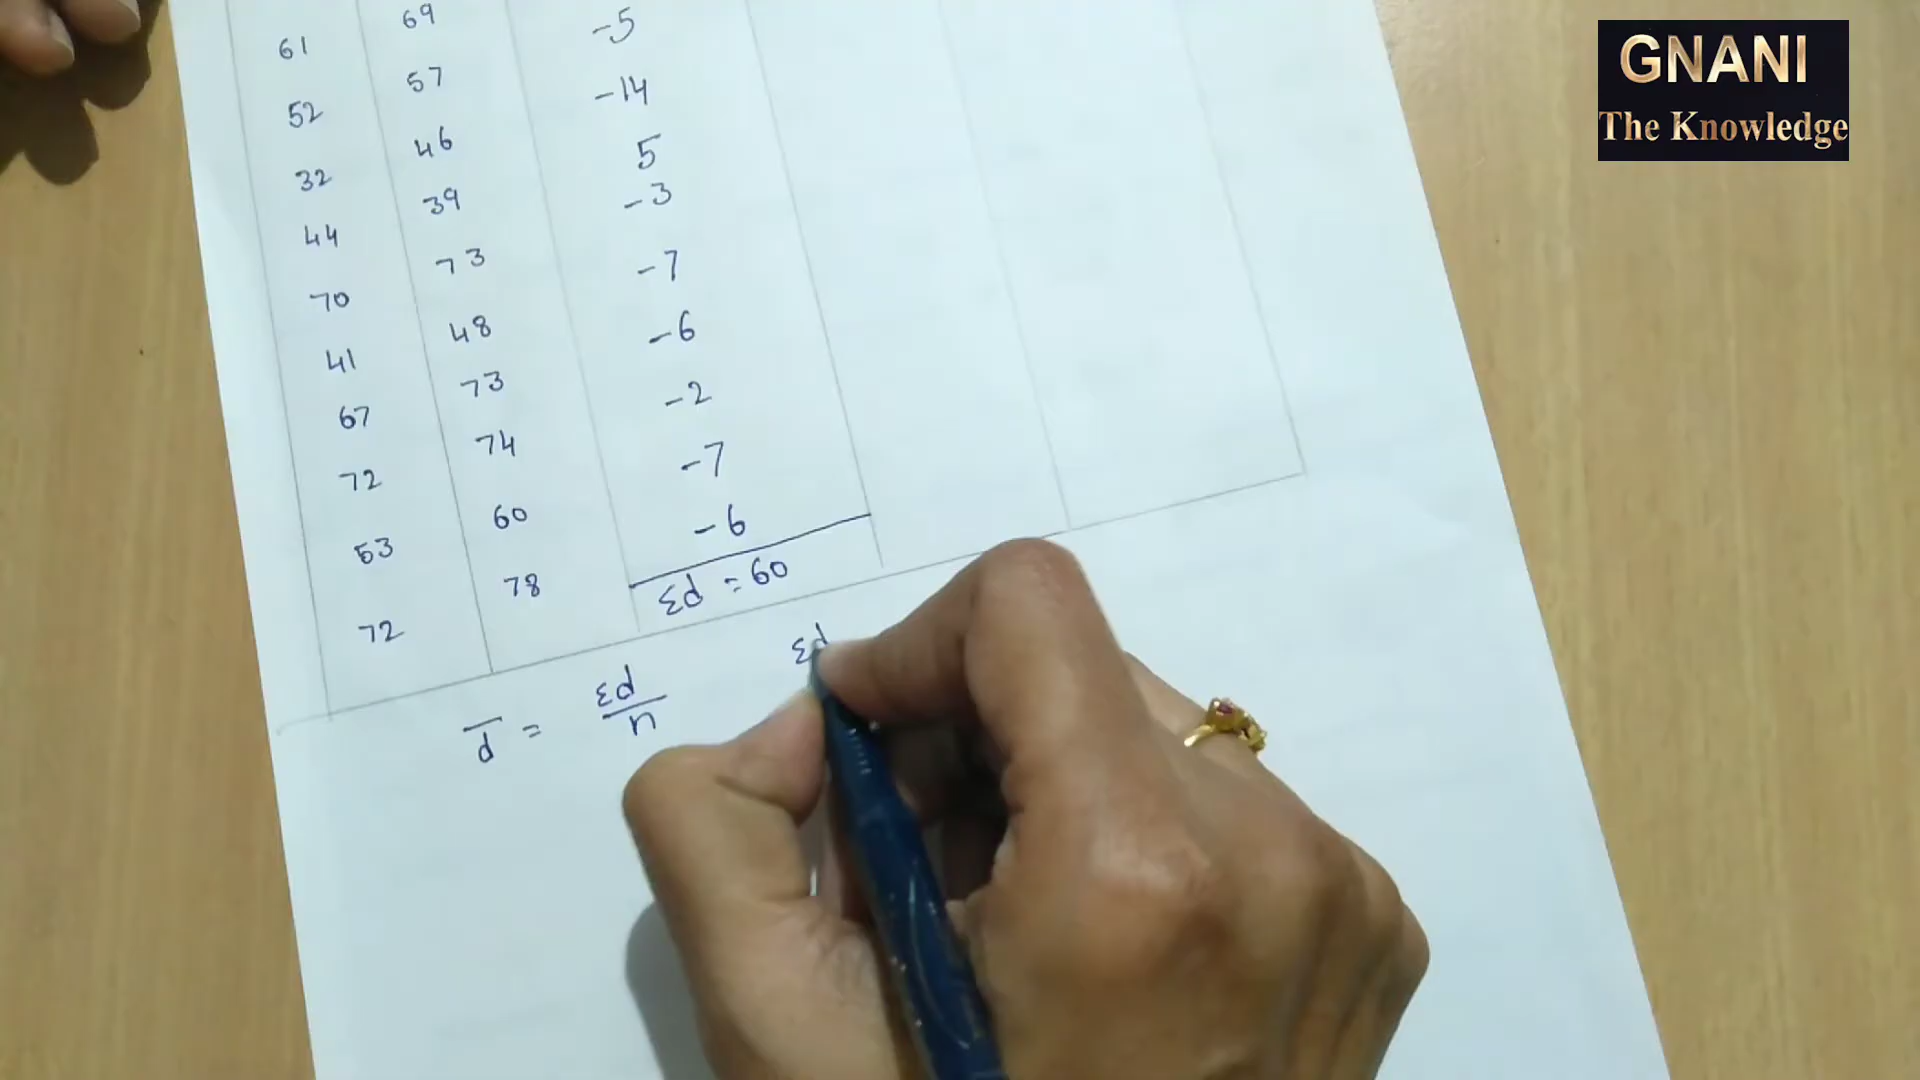 GNANI
The Knowledge
61 69 -5
52 57 -14
32 46 5
44 39 -3
70 73 -7
41 48 -6
67 73 -2
72 74 -7
53 60 -6
72 78 Σd = 60
d̅ = Σd/n Σd